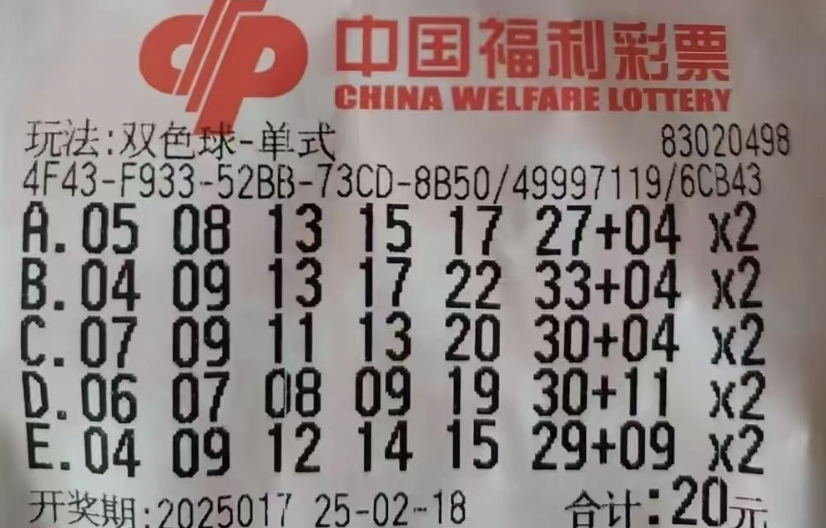 中国福利彩票
CHINA WELFARE LOTTERY
玩法:双色球-单式 83020498
4F43-F933-52BB-73CD-8B50/49997119/6CB43
A.05 08 13 15 17 27+04 x2
B.04 09 13 17 22 33+04 x2
C.07 09 11 13 20 30+04 x2
D.06 07 08 09 19 30+11 x2
E.04 09 12 14 15 29+09 x2
开奖期:2025017 25-02-18 合计:20元